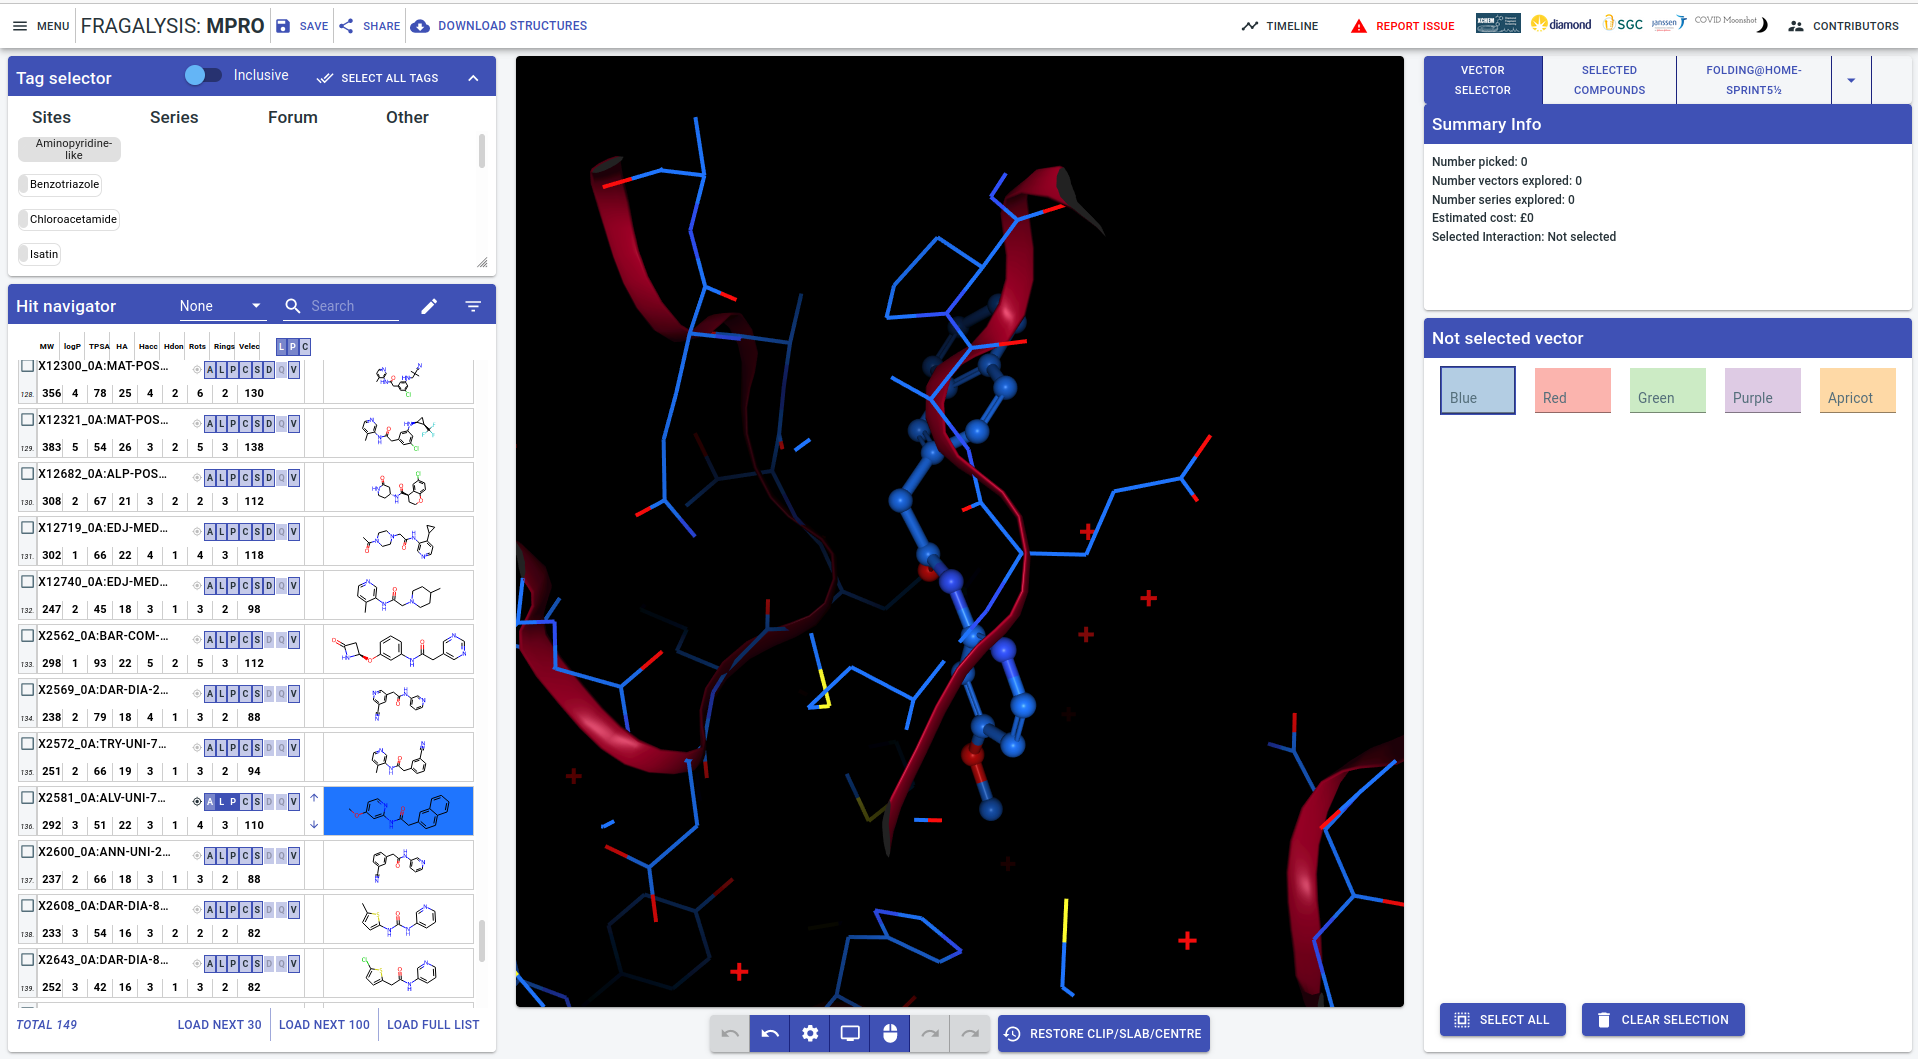 MENU
FRAGALYSIS: MPRO
SAVE
SHARE
DOWNLOAD STRUCTURES
TIMELINE
REPORT ISSUE
XCHEM
diamond
SGC
janssen
COVID Moonshot
CONTRIBUTORS
Tag selector
Inclusive
SELECT ALL TAGS
Sites Series Forum Other
Aminopyridine-
like
Benzotriazole
Chloroacetamide
Isatin
Hit navigator
None
Search
MW logP TPSA HA Hacc Hdon Rots Rings Velec L P C
X12300_0A:MAT-POS... A L P C S D Q V
128. 356 4 78 25 4 2 6 2 130
X12321_0A:MAT-POS... A L P C S D Q V
129. 383 5 54 26 3 2 5 3 138
X12682_0A:ALP-POS... A L P C S D Q V
130. 308 2 67 21 3 2 2 3 112
X12719_0A:EDJ-MED... A L P C S D Q V
131. 302 1 66 22 4 1 4 3 118
X12740_0A:EDJ-MED... A L P C S D Q V
132. 247 2 45 18 3 1 3 2 98
X2562_0A:BAR-COM-... A L P C S D Q V
133. 298 1 93 22 5 2 5 3 112
X2569_0A:DAR-DIA-2... A L P C S D Q V
134. 238 2 79 18 4 1 3 2 88
X2572_0A:TRY-UNI-7... A L P C S D Q V
135. 251 2 66 19 3 1 3 2 94
X2581_0A:ALV-UNI-7... A L P C S D Q V
136. 292 3 51 22 3 1 4 3 110
X2600_0A:ANN-UNI-2... A L P C S D Q V
137. 237 2 66 18 3 1 3 2 88
X2608_0A:DAR-DIA-8... A L P C S D Q V
138. 233 3 54 16 3 2 2 2 82
X2643_0A:DAR-DIA-8... A L P C S D Q V
139. 252 3 42 16 3 1 3 2 82
TOTAL 149
LOAD NEXT 30
LOAD NEXT 100
LOAD FULL LIST
RESTORE CLIP/SLAB/CENTRE
VECTOR
SELECTOR
SELECTED
COMPOUNDS
FOLDING@HOME-
SPRINT5½
Summary Info
Number picked: 0
Number vectors explored: 0
Number series explored: 0
Estimated cost: £0
Selected Interaction: Not selected
Not selected vector
Blue
Red
Green
Purple
Apricot
SELECT ALL
CLEAR SELECTION